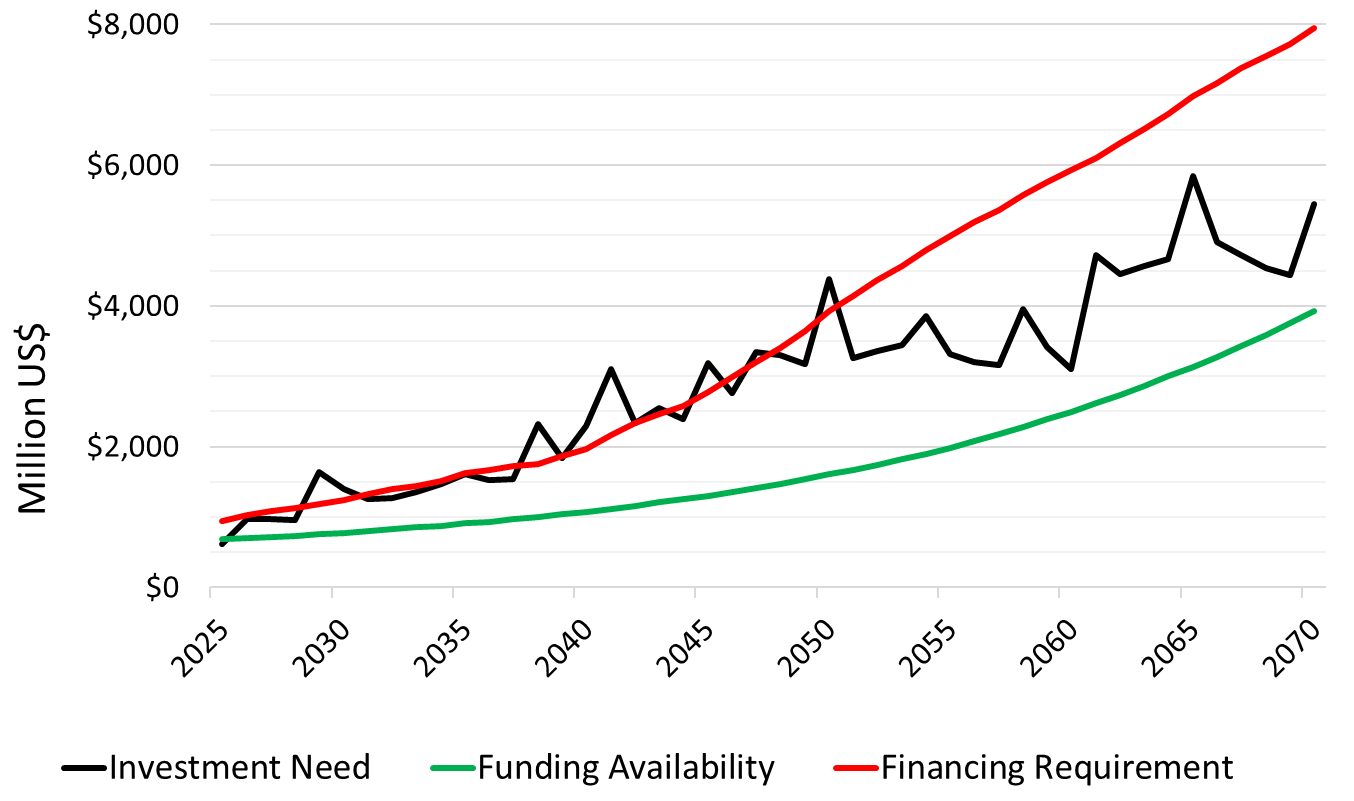 $8,000
$6,000
$4,000
$2,000
$0
Million US$
2025 2030 2035 2040 2045 2050 2055 2060 2065 2070
Investment Need Funding Availability Financing Requirement